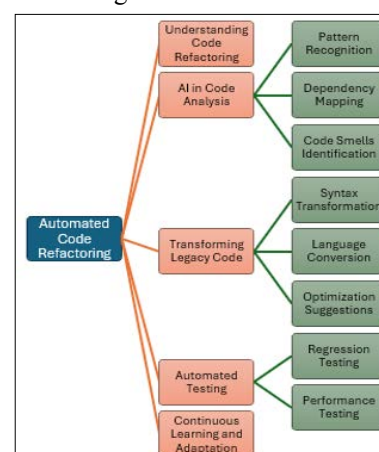 Understanding
Code
Refactoring
AI in Code
Analysis
Pattern
Recognition
Dependency
Mapping
Code Smells
Identification
Automated
Code
Refactoring
Transforming
Legacy Code
Syntax
Transformation
Language
Conversion
Optimization
Suggestions
Automated
Testing
Regression
Testing
Performance
Testing
Continuous
Learning and
Adaptation